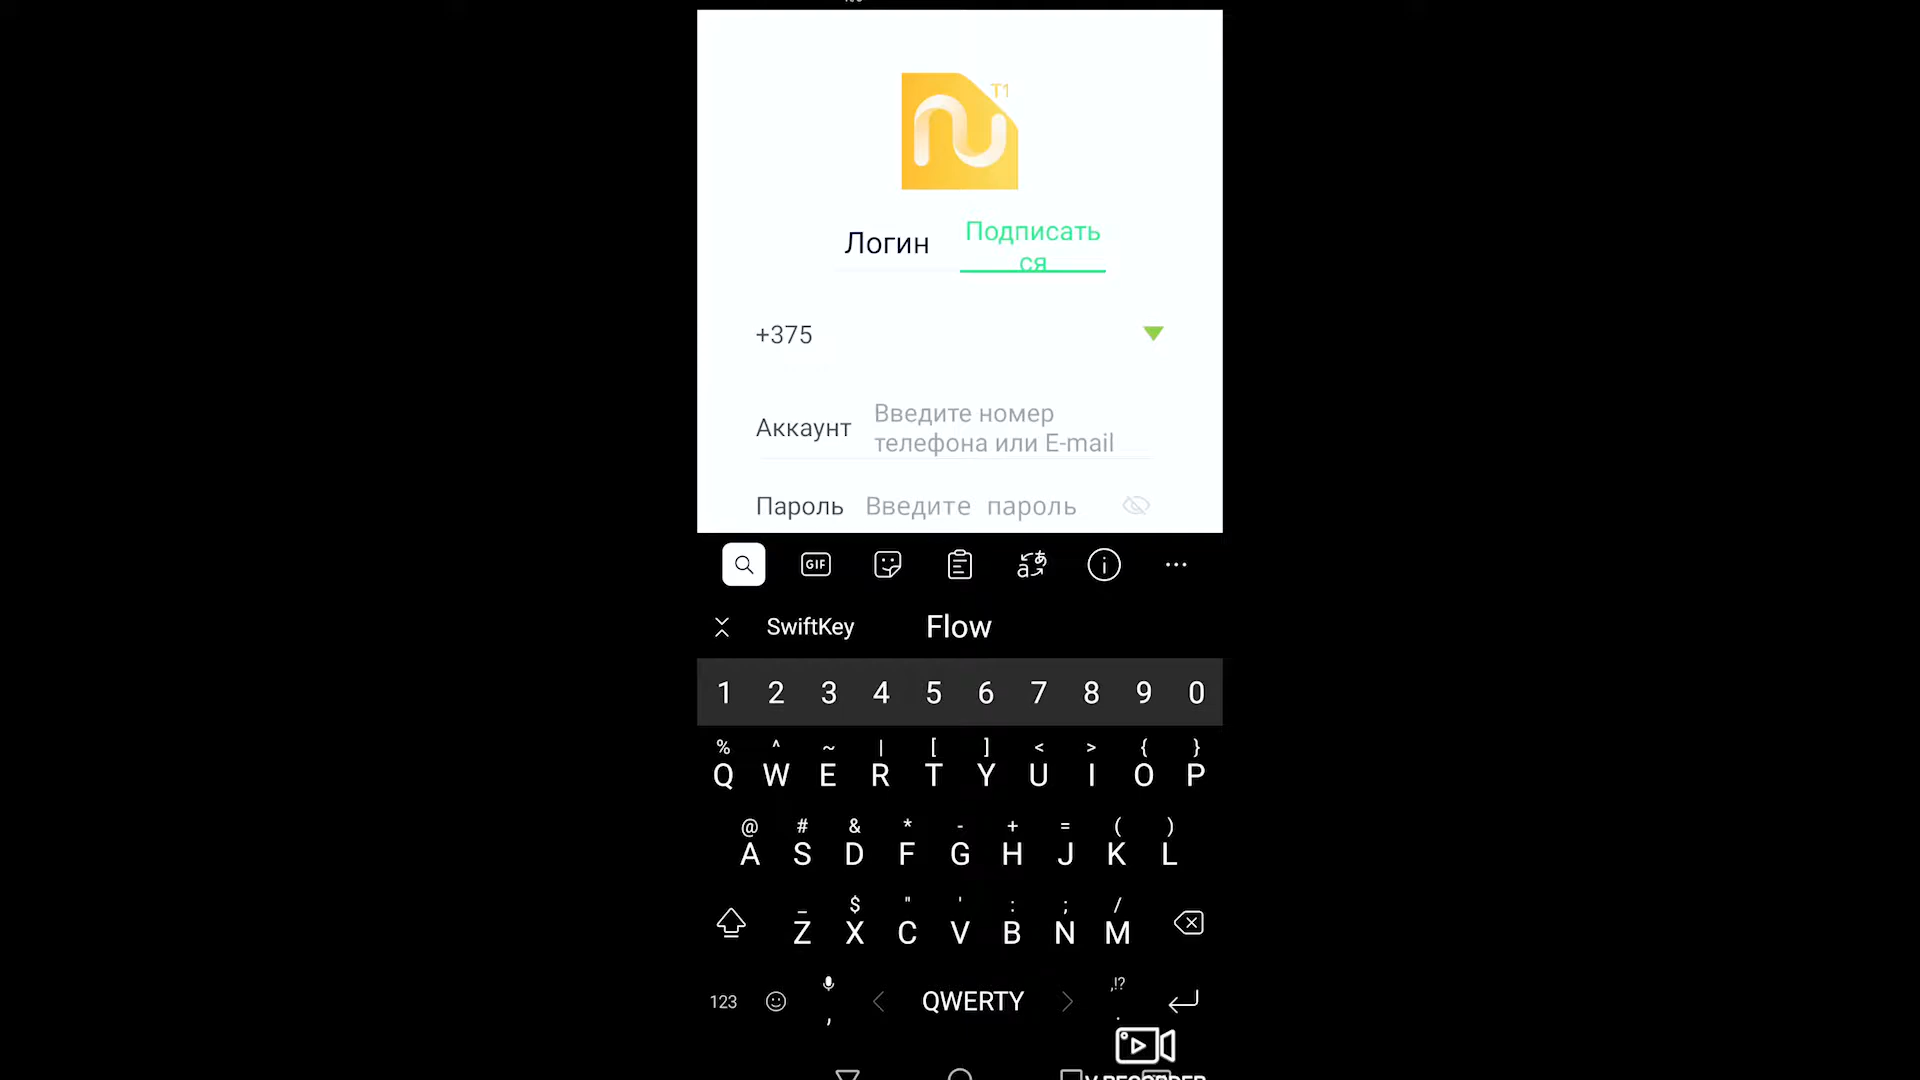 T1
Логин
Подписать
ся
+375
Аккаунт
Введите номер
телефона или E-mail
Пароль Введите пароль
GIF
SwiftKey Flow
1 2 3 4 5 6 7 8 9 0
% ^ ~ | [ ] < > { }
Q W E R T Y U I O P
@ # & * - + = ( )
A S D F G H J K L
_ $ " ' : ; /
Z X C V B N M
,!?
123 , QWERTY .
V RECORDER